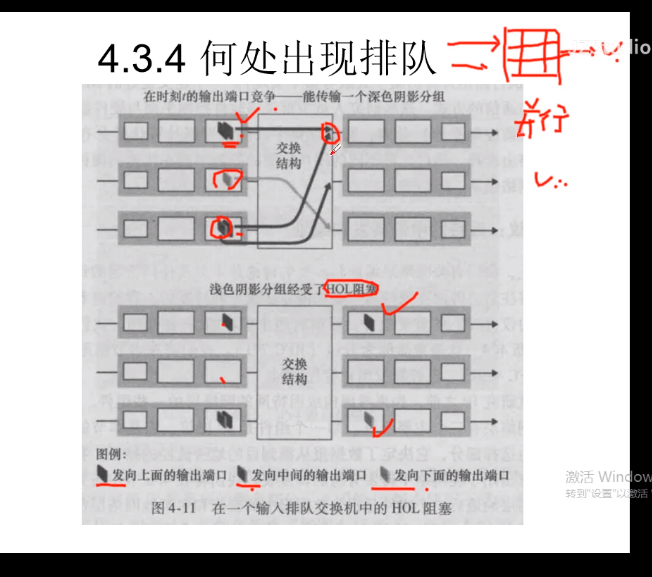 4.3.4 何处出现排队
在时刻t的输出端口竞争——能传输一个深色阴影分组
并行
交换
结构
浅色阴影分组经受了HOL阻塞
交换
结构
图例：
发向上面的输出端口 发向中间的输出端口 发向下面的输出端口
图 4-11 在一个输入排队交换机中的 HOL 阻塞
激活 Window
转到"设置"以激活